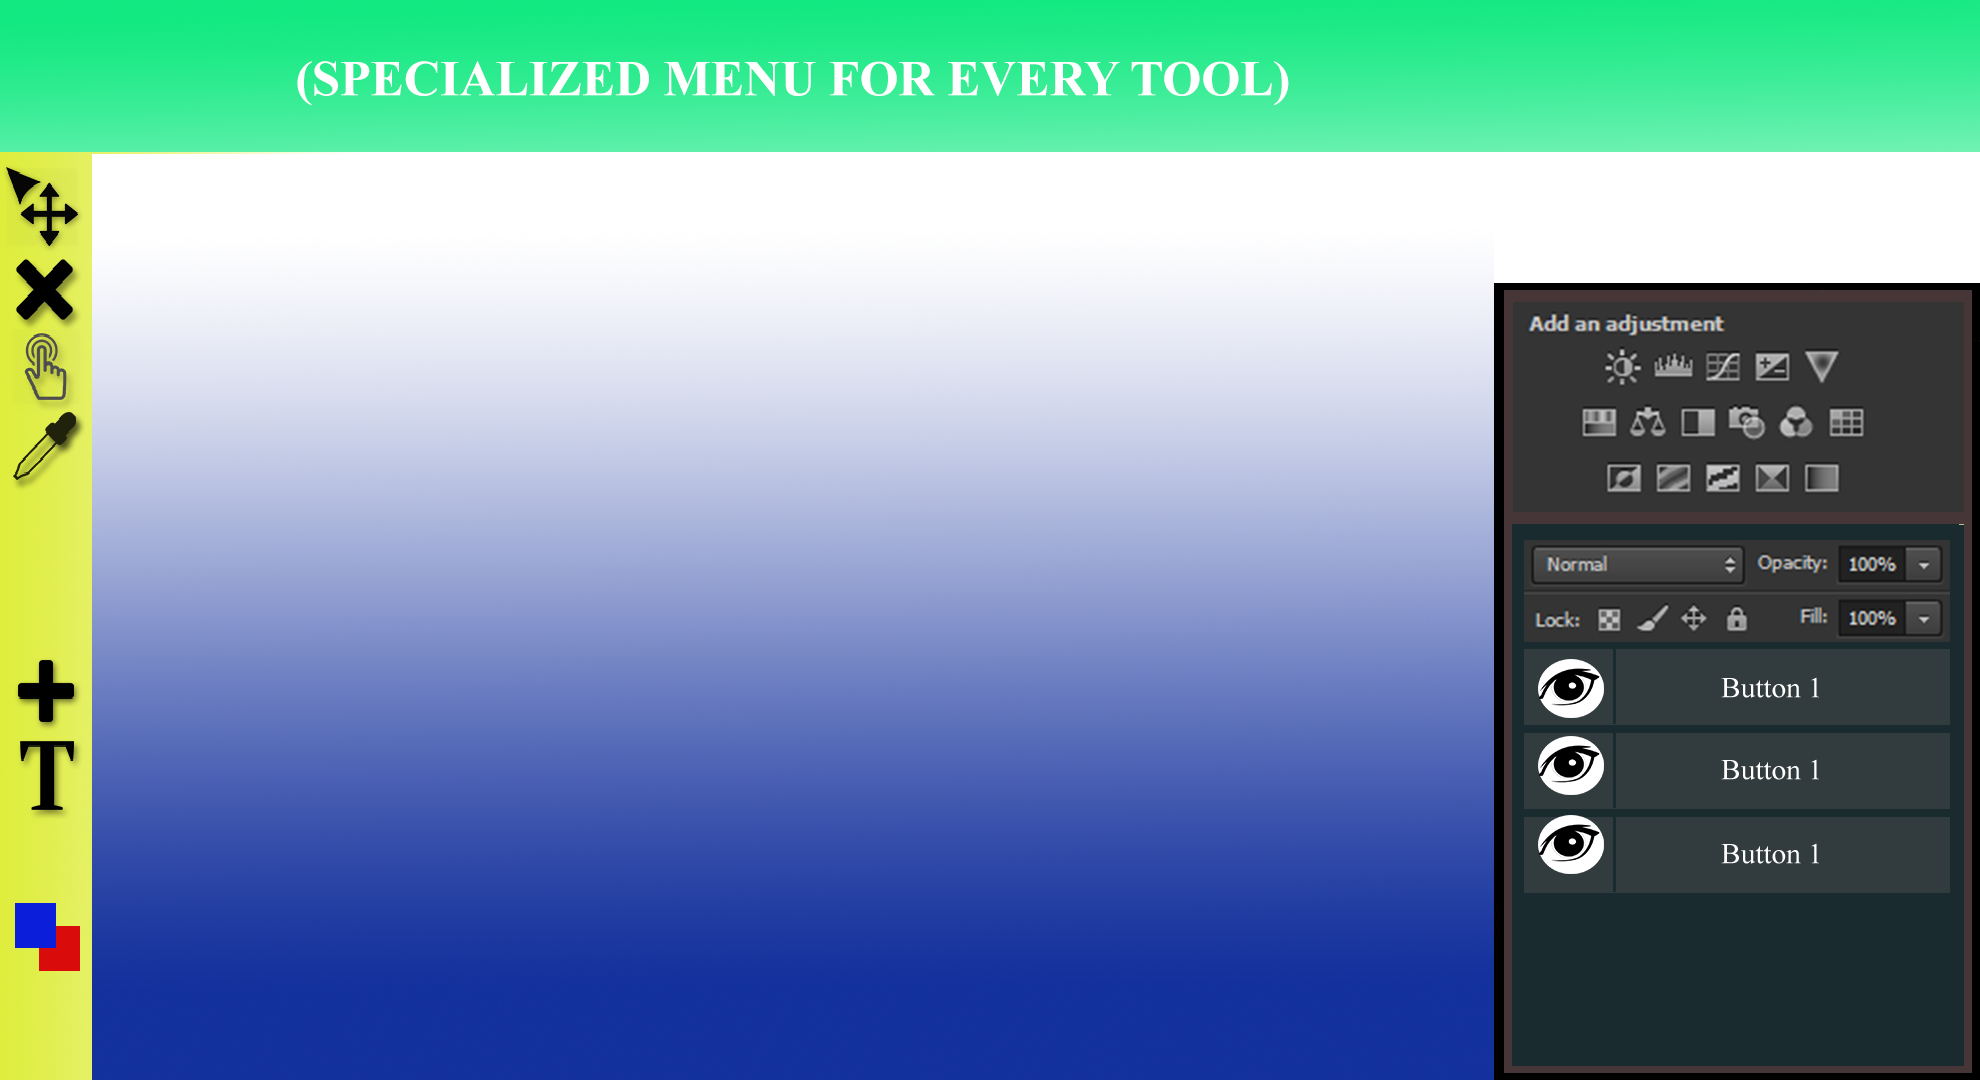 (SPECIALIZED MENU FOR EVERY TOOL)
Add an adjustment
Normal Opacity: 100%
Lock: Fill: 100%
Button 1
Button 1
T
Button 1